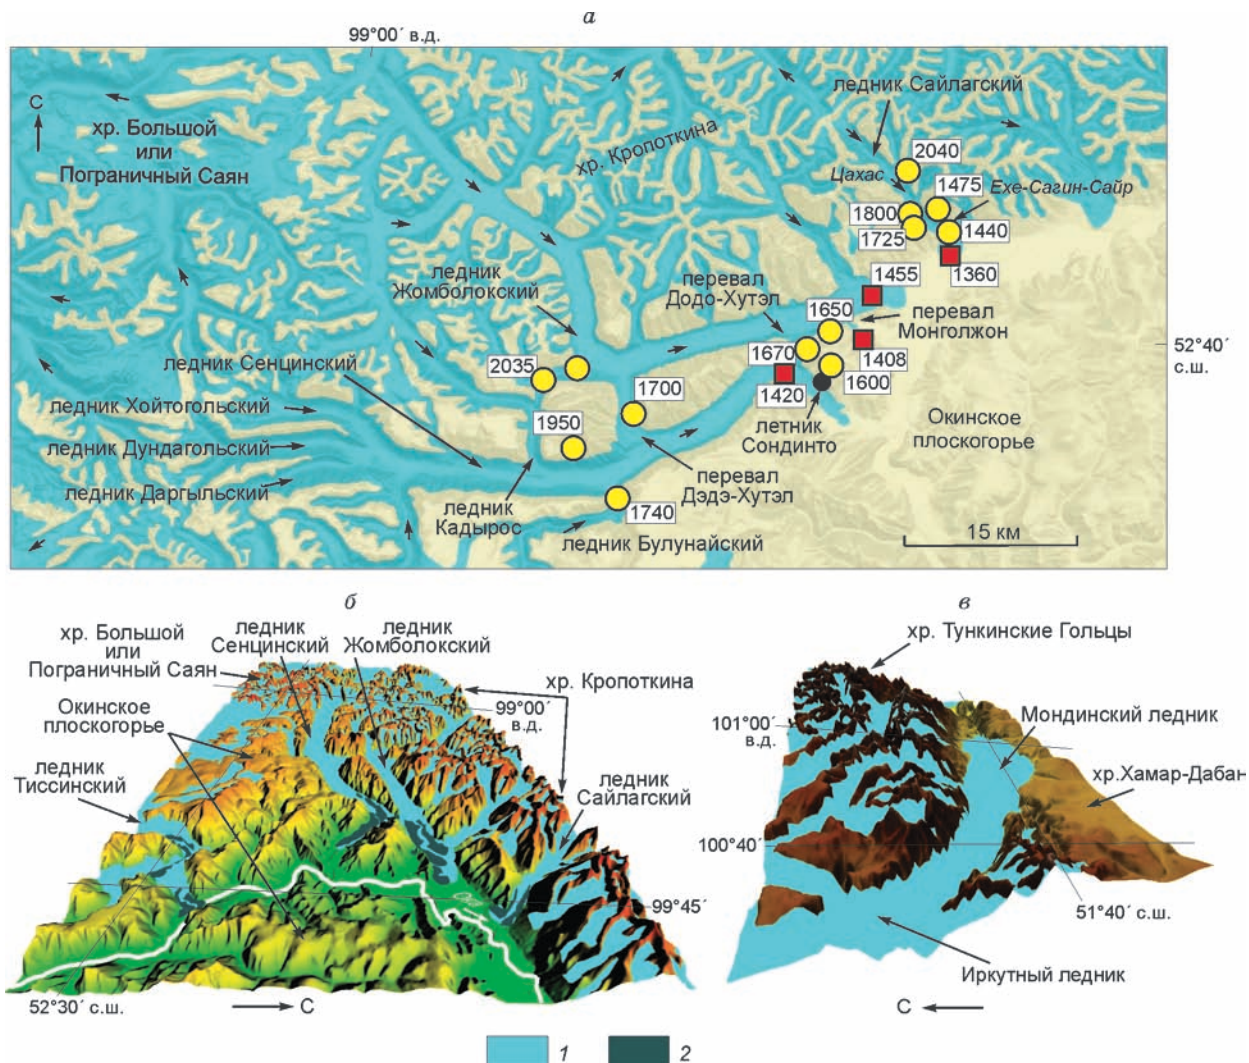 а
99°00´ в.д.
С
хр. Большой
или
Пограничный Саян
хр. Кропоткина
ледник Сайлагский
2040
Цахас
1475
Ехе-Сагин-Сайр
1800
1725
1440
1360
ледник
Жомболокский
перевал
Додо-Хутэл
1455
1650
перевал
Монголжон
52°40´
с.ш.
ледник Сенцинский
2035
1670
1408
1700
1420
1600
ледник Хойтогольский
1950
летник
Сондинто
Окинское
плоскогорье
ледник Дундагольский
ледник Даргыльский
перевал
Дэдэ-Хутэл
ледник
Кадырос
1740
ледник Булунайский
15 км
б
хр. Большой
или
Пограничный Саян
ледник
Сенцинский
ледник
Жомболокский
хр. Кропоткина
99°00´
в.д.
Окинское
плоскогорье
ледник
Тиссинский
ледник
Сайлагский
99°45´
52°30´ с.ш.
С
в
хр. Тункинские Гольцы
101°00´
в.д.
Мондинский ледник
хр.Хамар-Дабан
100°40´
51°40´ с.ш.
Иркутный ледник
С
1
2